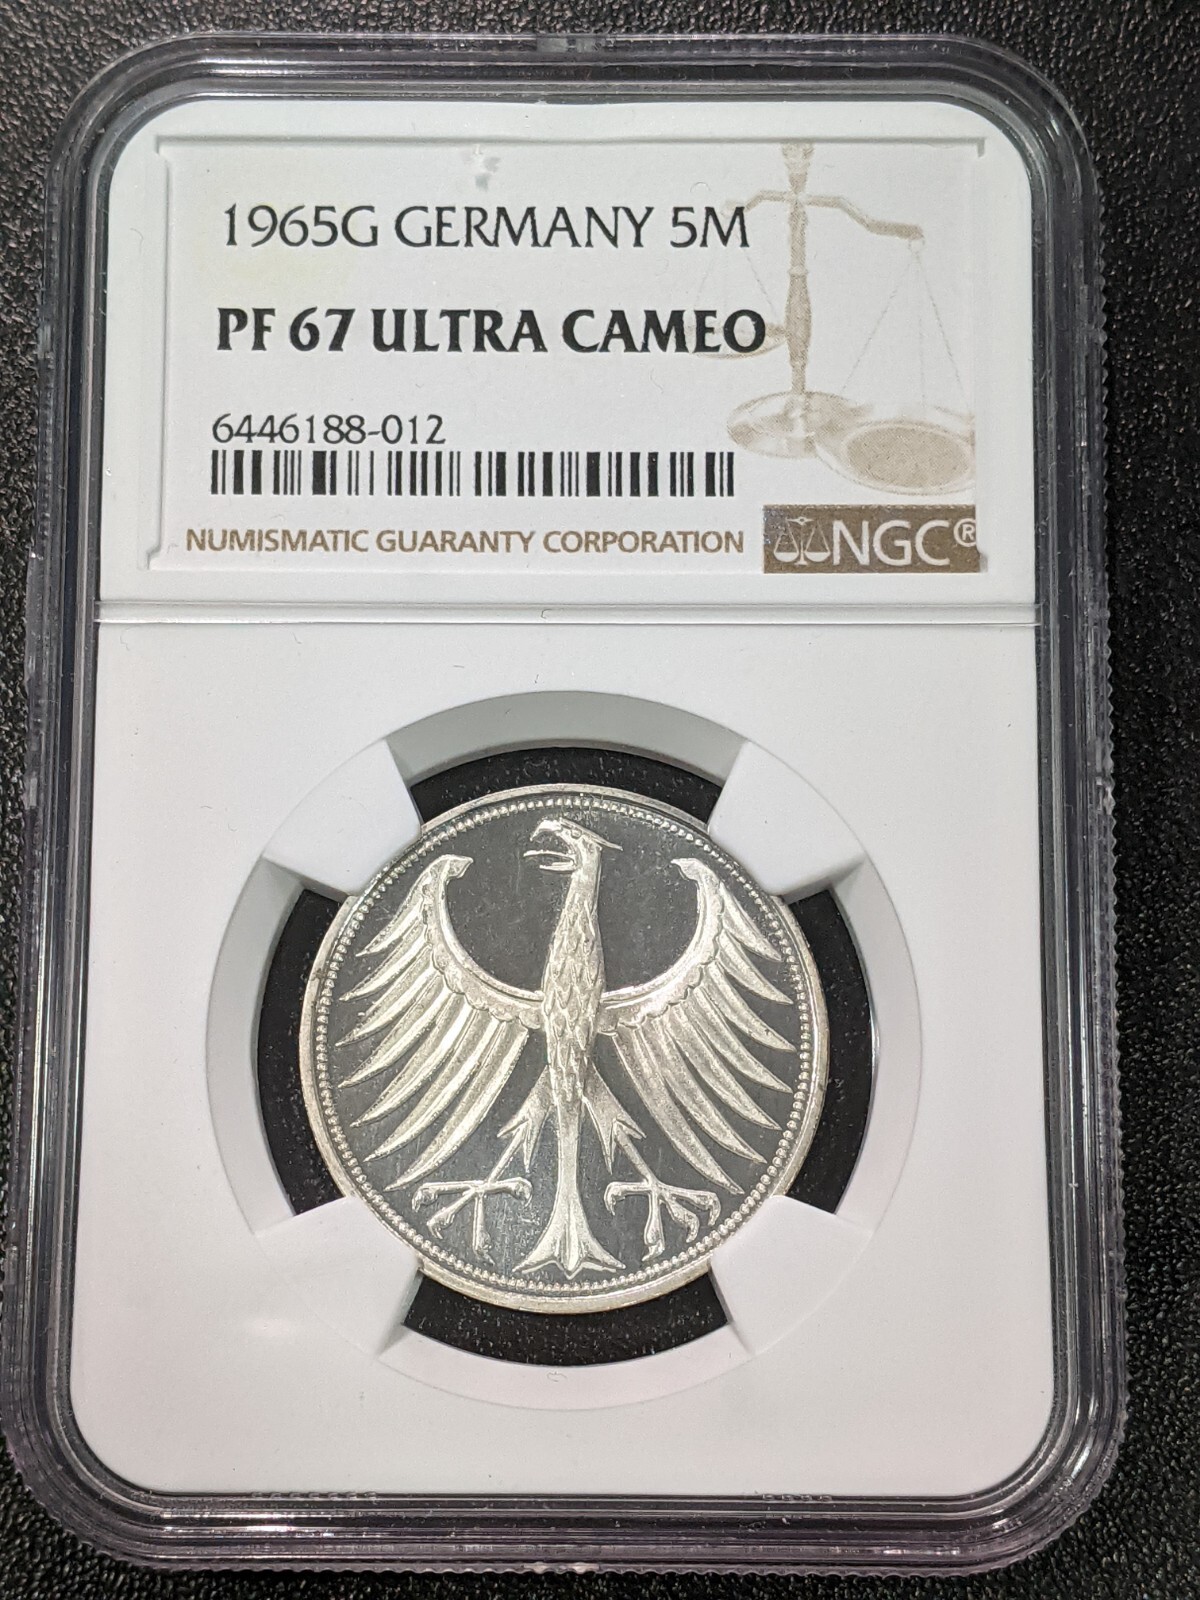 1965G GERMANY 5M
PF 67 ULTRA CAMEO
6446188-012
NUMISMATIC GUARANTY CORPORATION NGC®